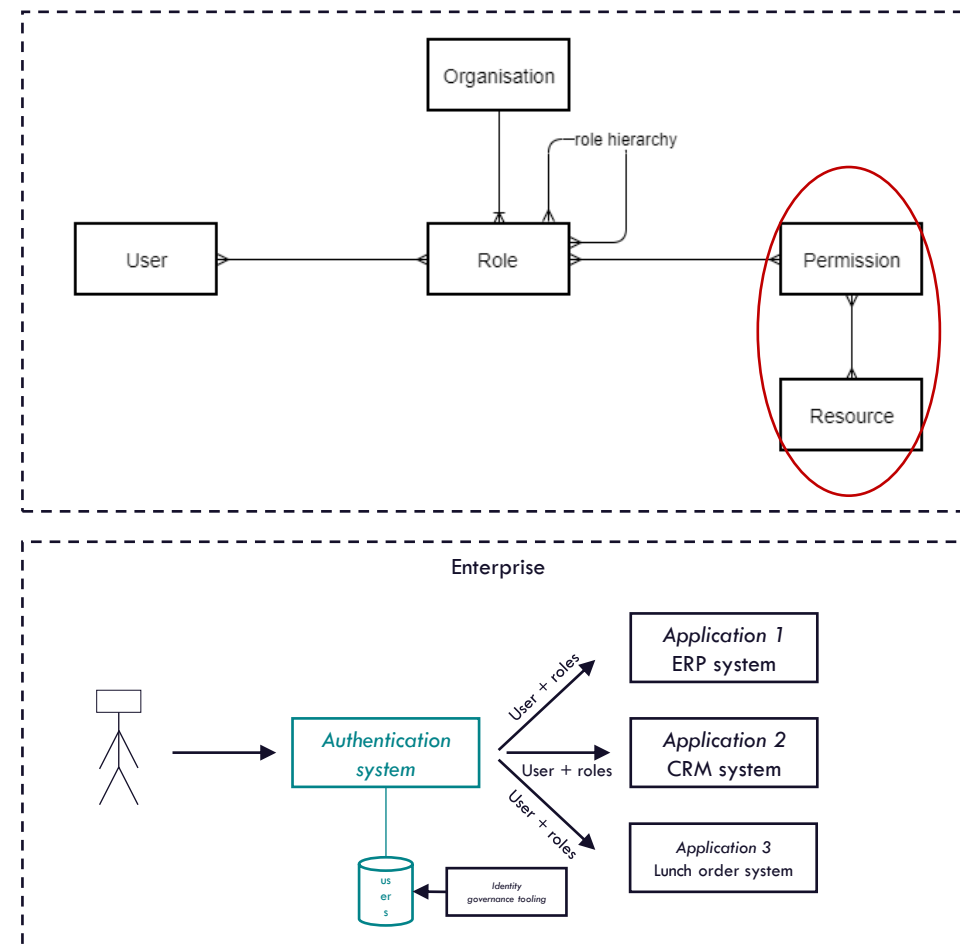 Organisation
role hierarchy
User
Role
Permission
Resource
Enterprise
Application 1
ERP system
User + roles
Authentication
system
User + roles
Application 2
CRM system
User + roles
Application 3
Lunch order system
us
er
s
Identity
governance tooling